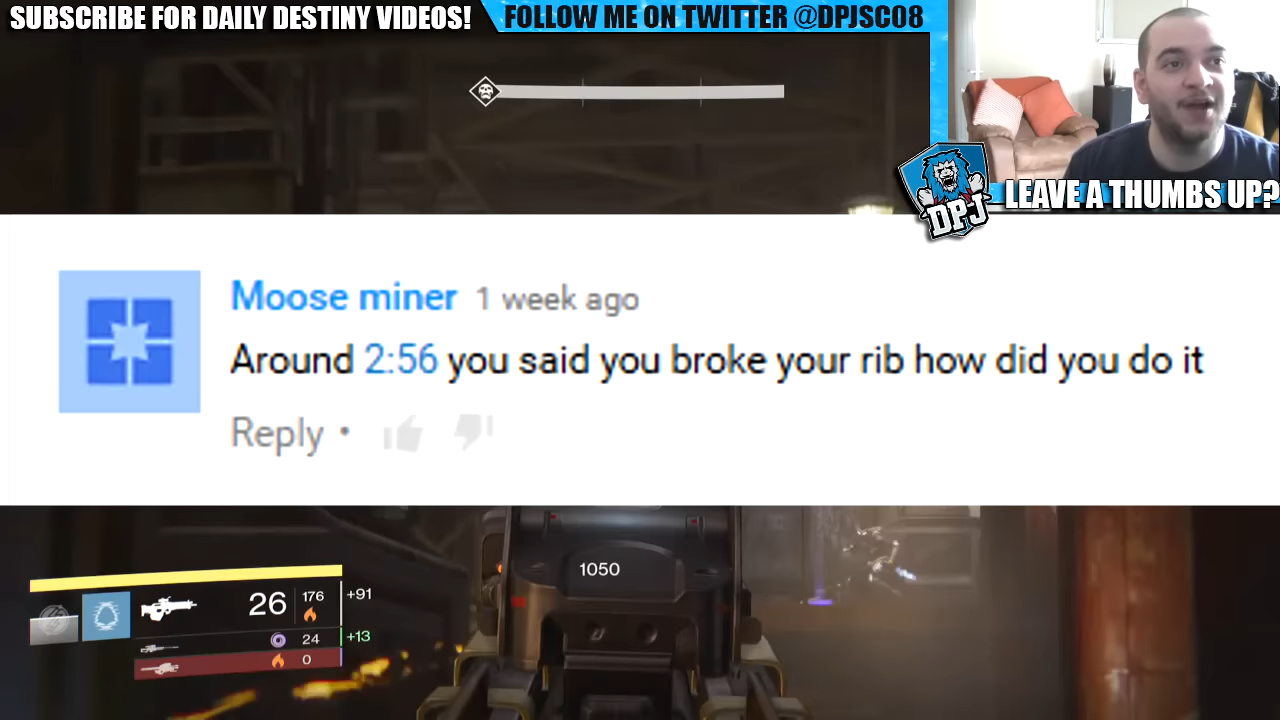 SUBSCRIBE FOR DAILY DESTINY VIDEOS!
FOLLOW ME ON TWITTER @DPJSC08
DPJ
LEAVE A THUMBS UP?
Moose miner 1 week ago
Around 2:56 you said you broke your rib how did you do it
Reply •
1050
26 176 +91
24 +13
0